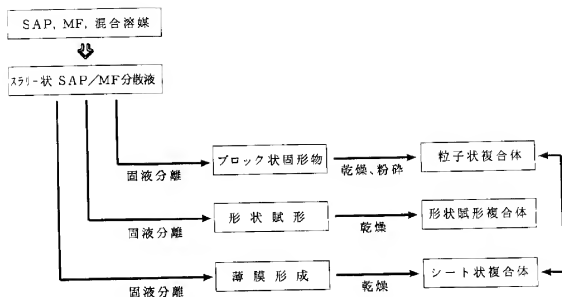 SAP, MF, 混合溶媒
スラリー状 SAP/MF分散液
固液分離
ブロック状固形物
乾燥、粉砕
粒子状複合体
固液分離
形状賦形
乾燥
形状賦形複合体
固液分離
薄膜形成
乾燥
シート状複合体